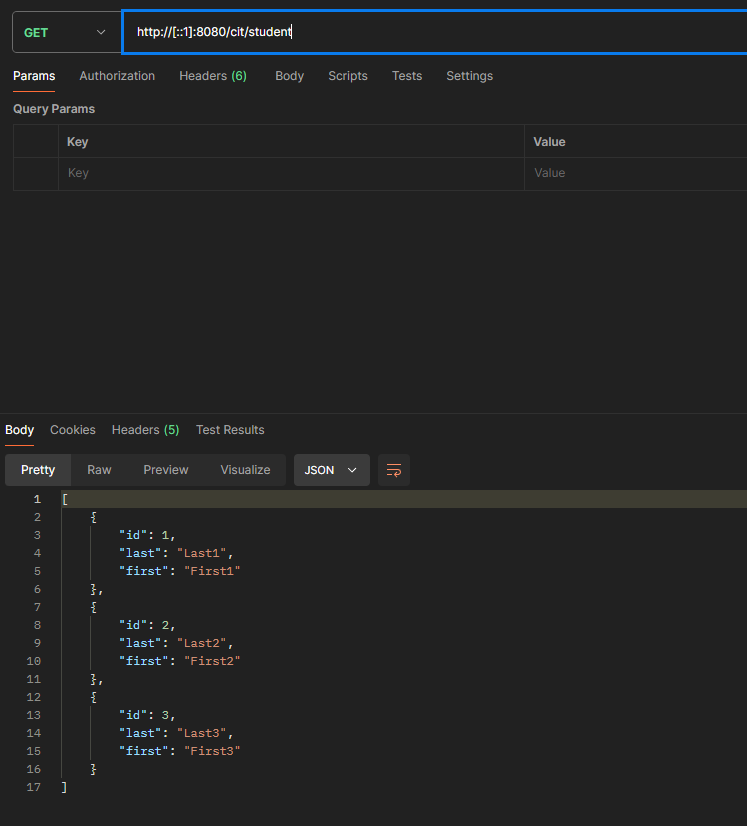 GET http://[::1]:8080/cit/student
Params Authorization Headers (6) Body Scripts Tests Settings
Query Params
Key Value
Key Value
Body Cookies Headers (5) Test Results
Pretty Raw Preview Visualize JSON
1 [
2 {
3 "id": 1,
4 "last": "Last1",
5 "first": "First1"
6 },
7 {
8 "id": 2,
9 "last": "Last2",
10 "first": "First2"
11 },
12 {
13 "id": 3,
14 "last": "Last3",
15 "first": "First3"
16 }
17 ]